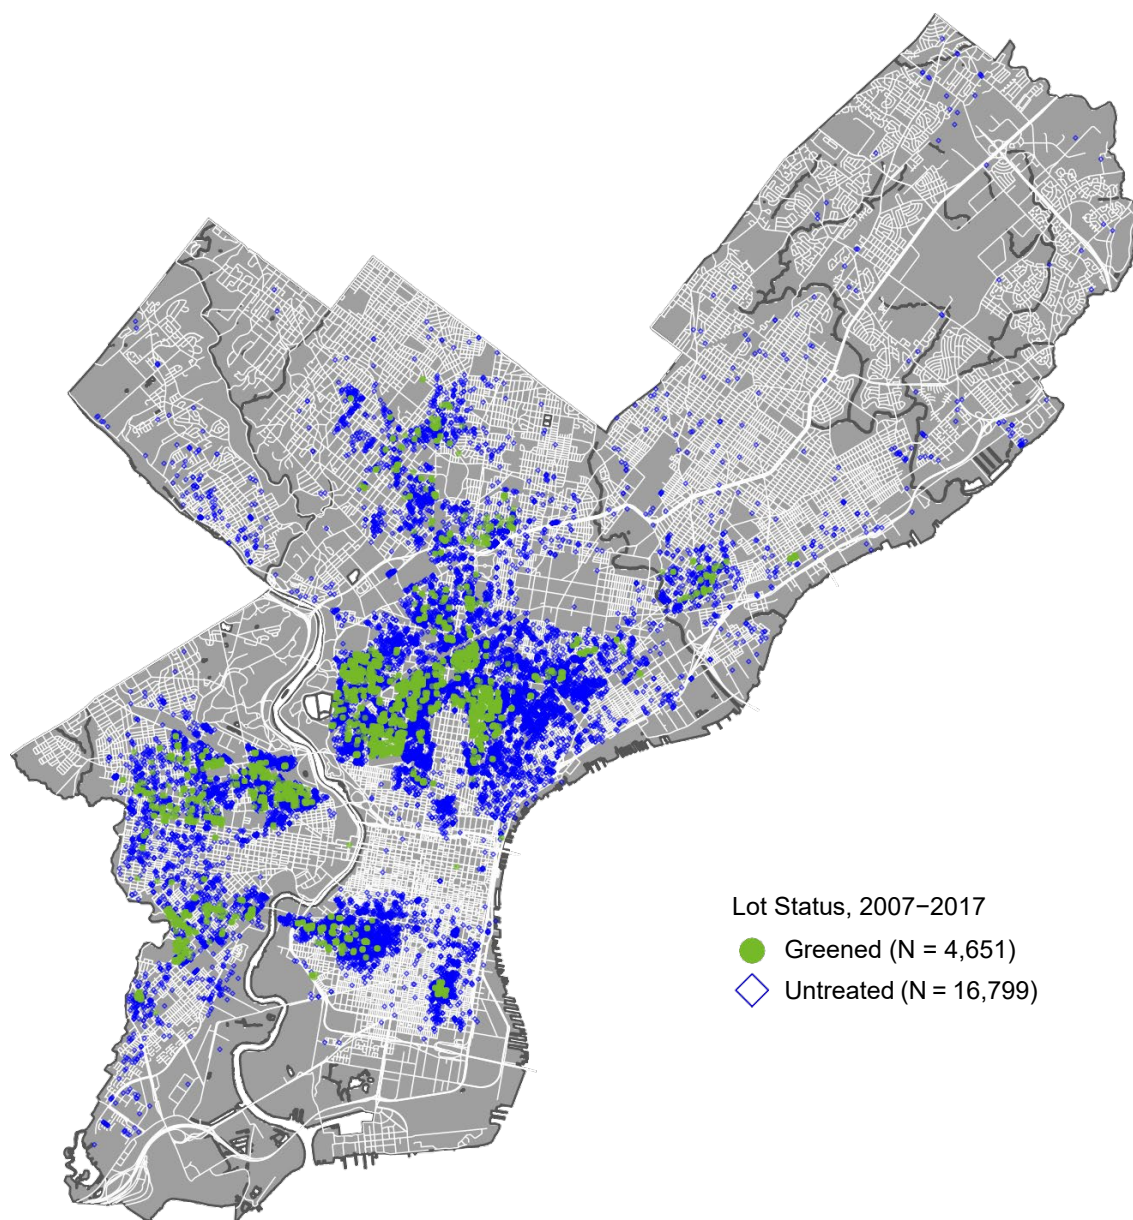 Lot Status, 2007−2017
Greened (N = 4,651)
Untreated (N = 16,799)